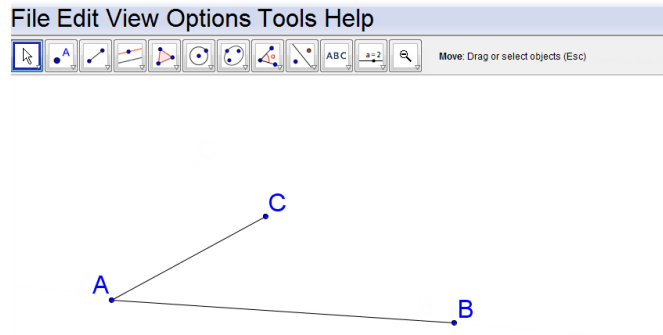 File Edit View Options Tools Help
A ABC a=2 Move: Drag or select objects (Esc)
C
A
B